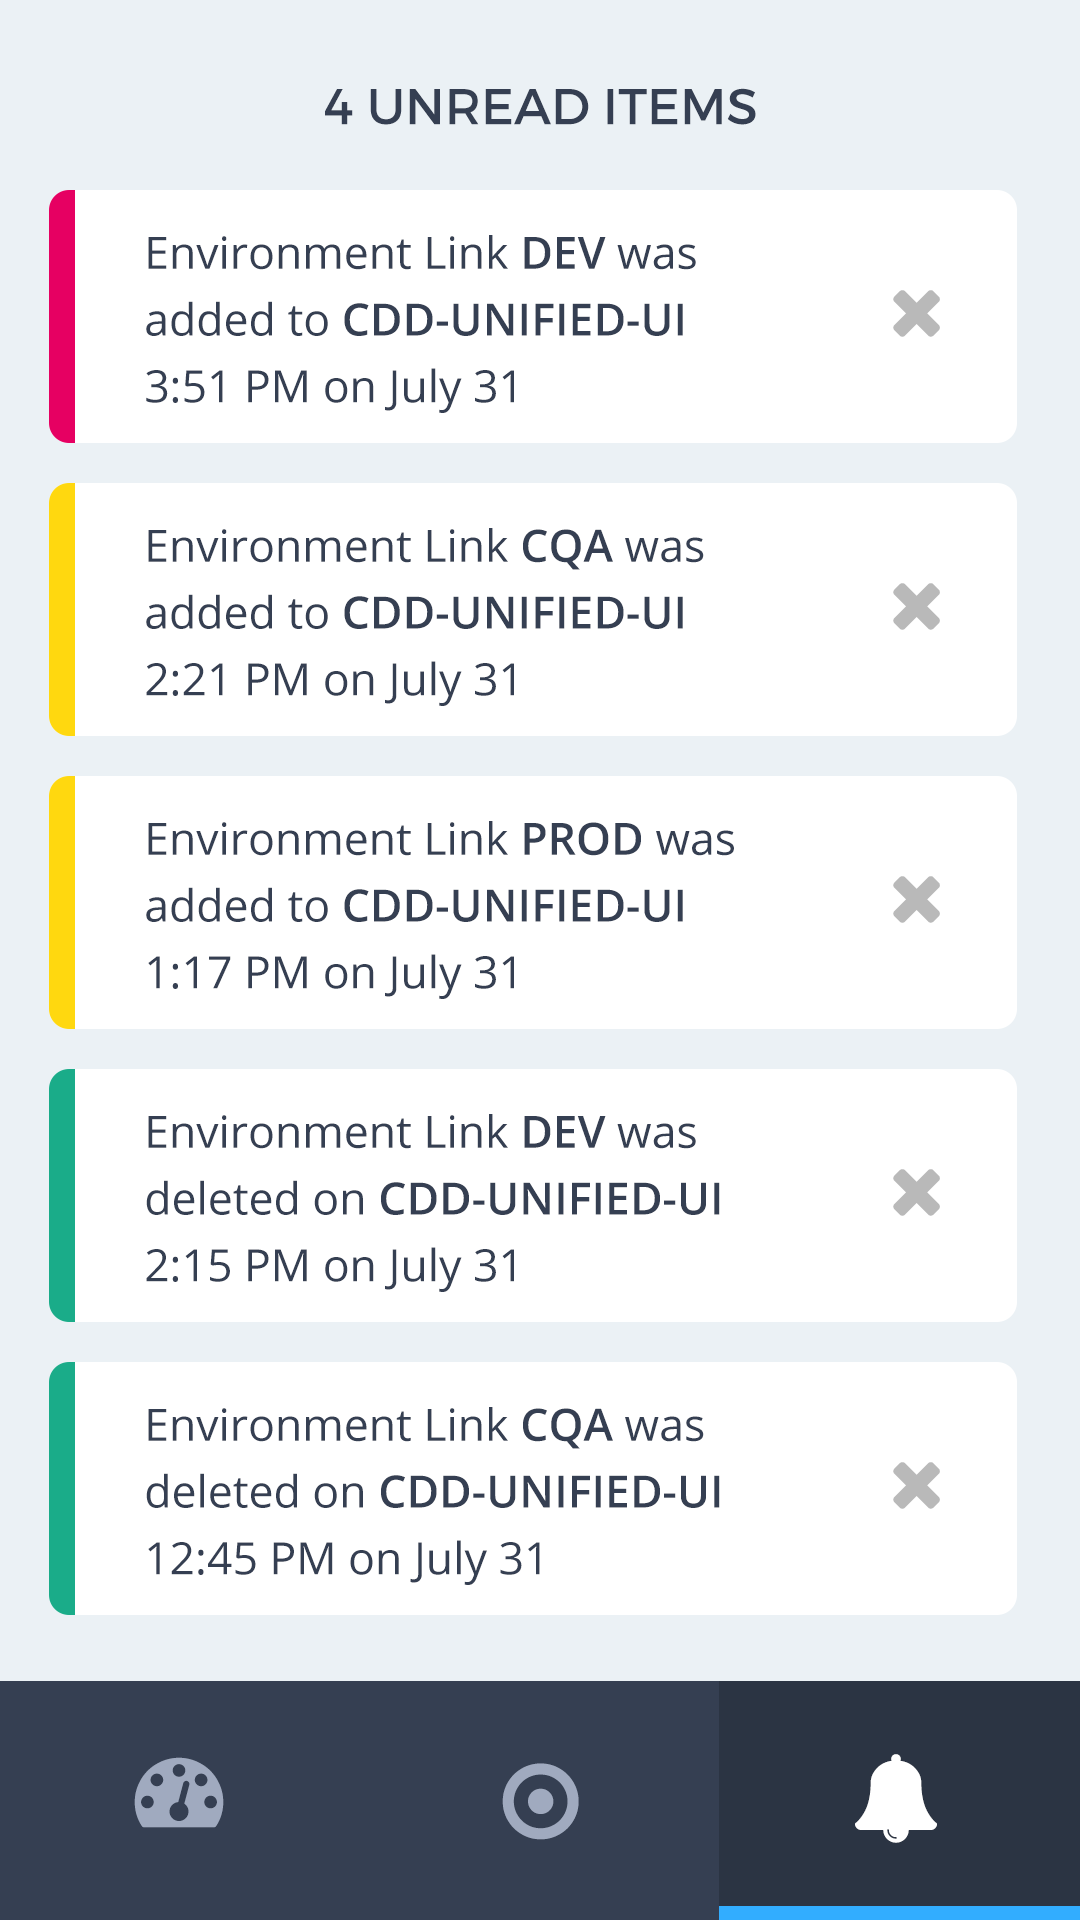 4 UNREAD ITEMS
Environment Link DEV was
added to CDD-UNIFIED-UI
3:51 PM on July 31
Environment Link CQA was
added to CDD-UNIFIED-UI
2:21 PM on July 31
Environment Link PROD was
added to CDD-UNIFIED-UI
1:17 PM on July 31
Environment Link DEV was
deleted on CDD-UNIFIED-UI
2:15 PM on July 31
Environment Link CQA was
deleted on CDD-UNIFIED-UI
12:45 PM on July 31